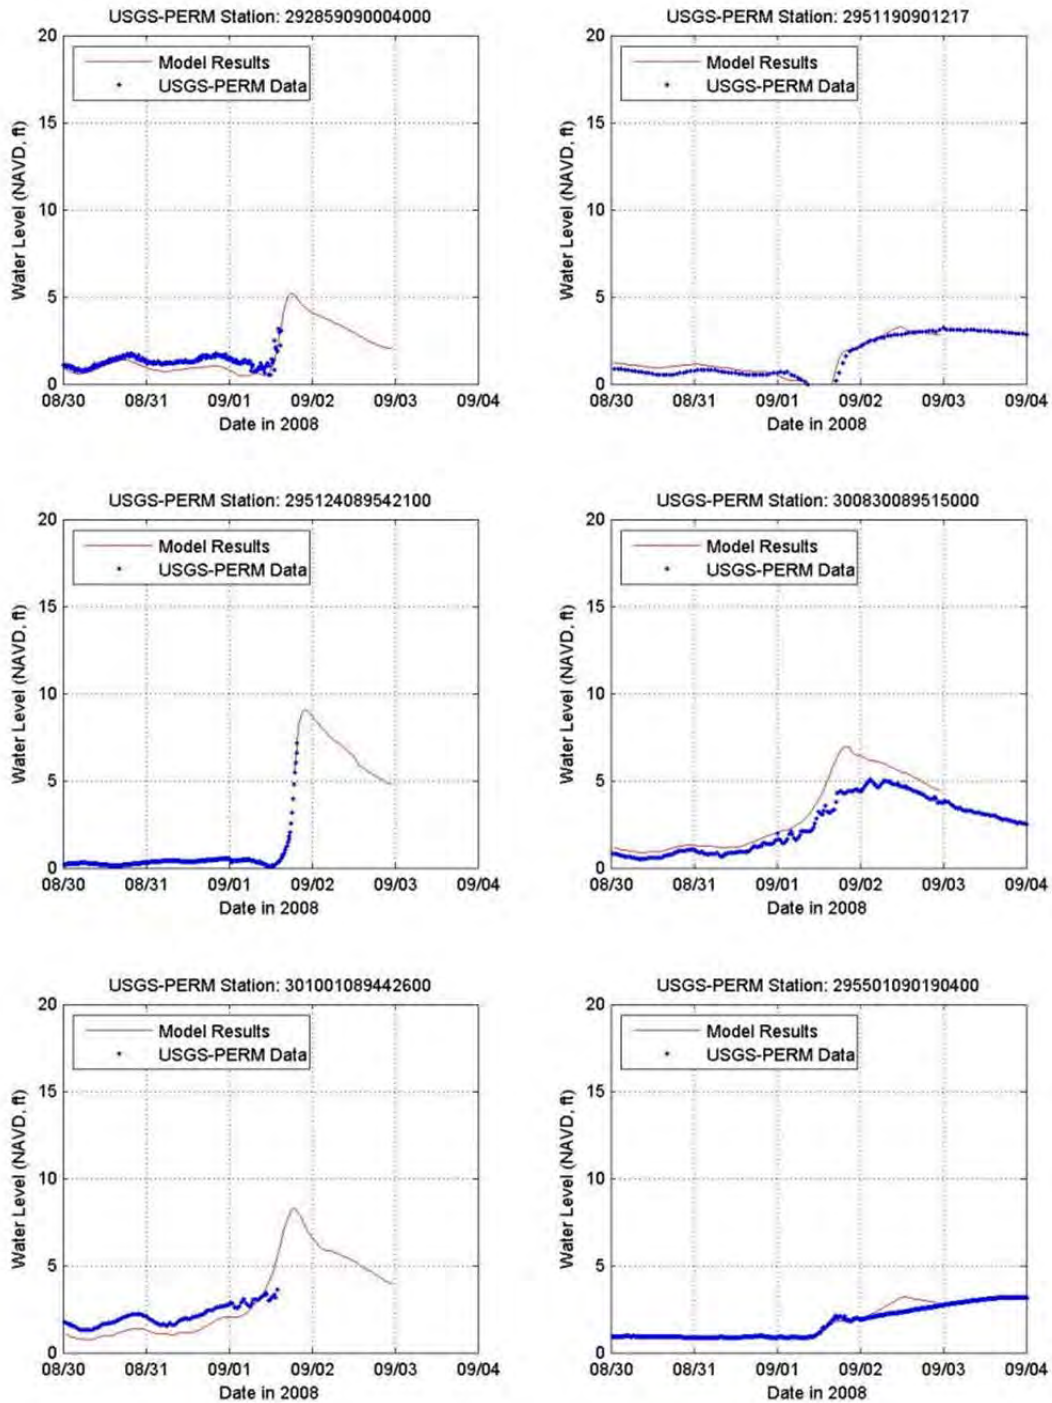 USGS-PERM Station: 292859090004000
20
15
10
5
0
Water Level (NAVD, ft)
Model Results
USGS-PERM Data
08/30 08/31 09/01 09/02 09/03 09/04
Date in 2008
USGS-PERM Station: 2951190901217
20
15
10
5
0
Water Level (NAVD, ft)
Model Results
USGS-PERM Data
08/30 08/31 09/01 09/02 09/03 09/04
Date in 2008
USGS-PERM Station: 295124089542100
20
15
10
5
0
Water Level (NAVD, ft)
Model Results
USGS-PERM Data
08/30 08/31 09/01 09/02 09/03 09/04
Date in 2008
USGS-PERM Station: 300830089515000
20
15
10
5
0
Water Level (NAVD, ft)
Model Results
USGS-PERM Data
08/30 08/31 09/01 09/02 09/03 09/04
Date in 2008
USGS-PERM Station: 301001089442600
20
15
10
5
0
Water Level (NAVD, ft)
Model Results
USGS-PERM Data
08/30 08/31 09/01 09/02 09/03 09/04
Date in 2008
USGS-PERM Station: 295501090190400
20
15
10
5
0
Water Level (NAVD, ft)
Model Results
USGS-PERM Data
08/30 08/31 09/01 09/02 09/03 09/04
Date in 2008